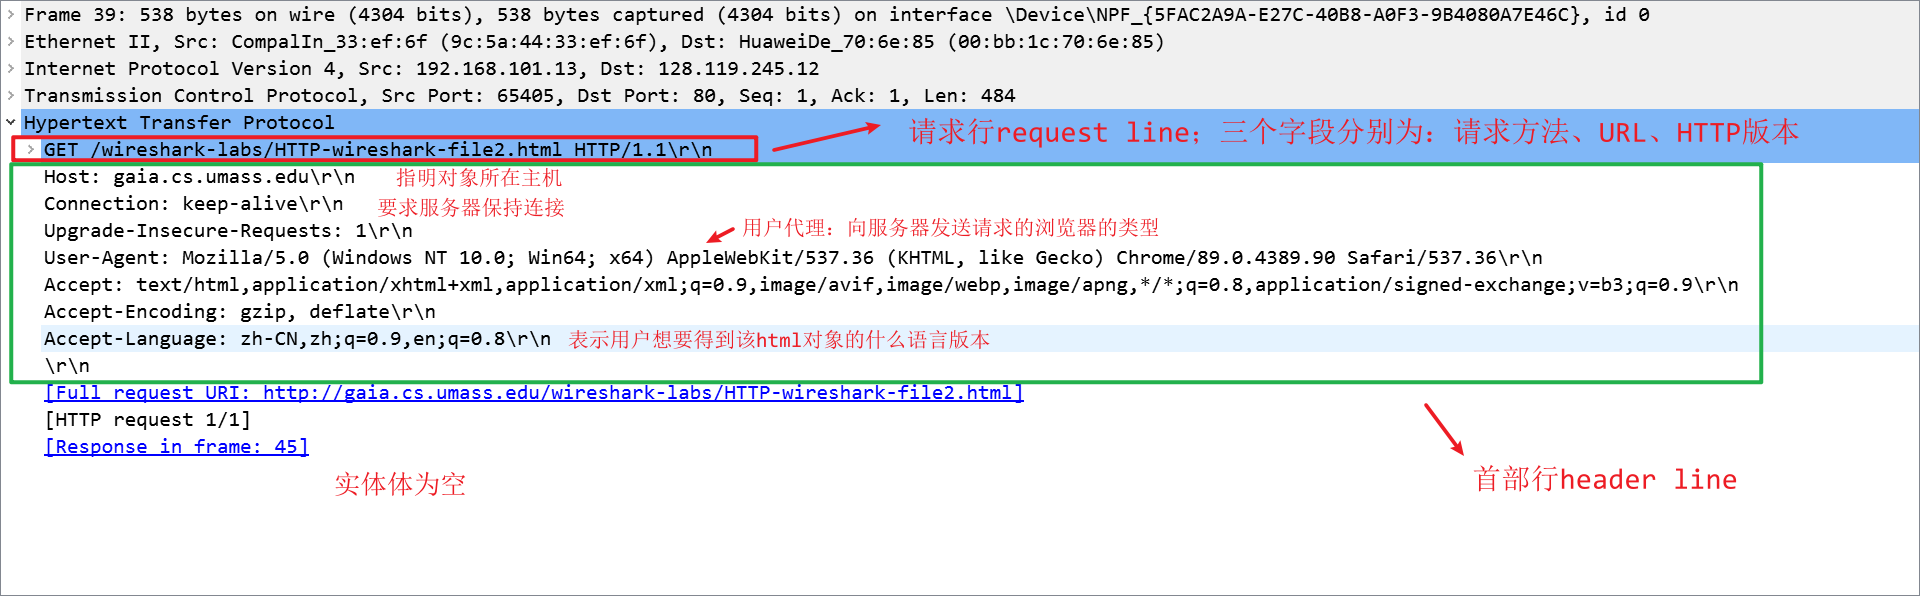 Frame 39: 538 bytes on wire (4304 bits), 538 bytes captured (4304 bits) on interface \Device\NPF_{5FAC2A9A-E27C-40B8-A0F3-9B4080A7E46C}, id 0
Ethernet II, Src: CompalIn_33:ef:6f (9c:5a:44:33:ef:6f), Dst: HuaweiDe_70:6e:85 (00:bb:1c:70:6e:85)
Internet Protocol Version 4, Src: 192.168.101.13, Dst: 128.119.245.12
Transmission Control Protocol, Src Port: 65405, Dst Port: 80, Seq: 1, Ack: 1, Len: 484
Hypertext Transfer Protocol
请求行request line；三个字段分别为：请求方法、URL、HTTP版本
GET /wireshark-labs/HTTP-wireshark-file2.html HTTP/1.1\r\n
Host: gaia.cs.umass.edu\r\n 指明对象所在主机
Connection: keep-alive\r\n 要求服务器保持连接
Upgrade-Insecure-Requests: 1\r\n
用户代理：向服务器发送请求的浏览器的类型
User-Agent: Mozilla/5.0 (Windows NT 10.0; Win64; x64) AppleWebKit/537.36 (KHTML, like Gecko) Chrome/89.0.4389.90 Safari/537.36\r\n
Accept: text/html,application/xhtml+xml,application/xml;q=0.9,image/avif,image/webp,image/apng,*/*;q=0.8,application/signed-exchange;v=b3;q=0.9\r\n
Accept-Encoding: gzip, deflate\r\n
Accept-Language: zh-CN,zh;q=0.9,en;q=0.8\r\n 表示用户想要得到该html对象的什么语言版本
\r\n
[Full request URI: http://gaia.cs.umass.edu/wireshark-labs/HTTP-wireshark-file2.html]
[HTTP request 1/1]
[Response in frame: 45]
首部行header line
实体体为空